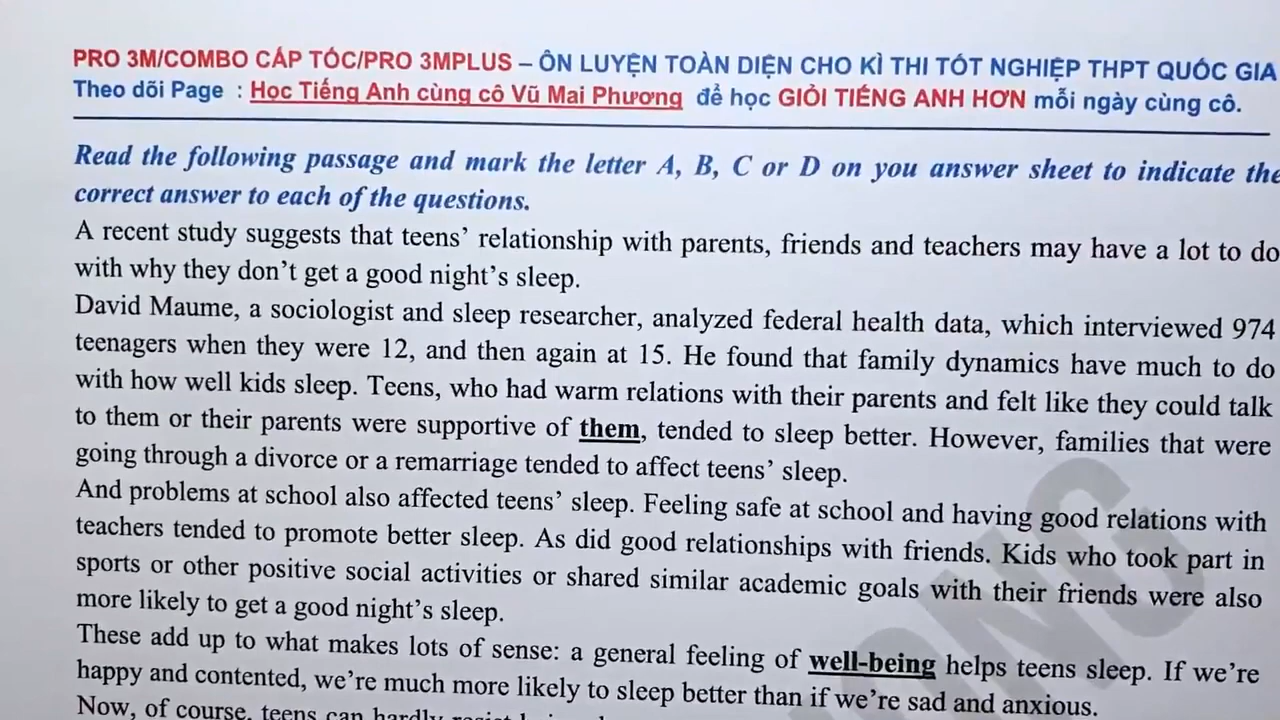 PRO 3M/COMBO CẤP TỐC/PRO 3MPLUS – ÔN LUYỆN TOÀN DIỆN CHO KÌ THI TỐT NGHIỆP THPT QUỐC GIA
Theo dõi Page : Học Tiếng Anh cùng cô Vũ Mai Phương để học GIỎI TIẾNG ANH HƠN mỗi ngày cùng cô.
Read the following passage and mark the letter A, B, C or D on you answer sheet to indicate the
correct answer to each of the questions.
A recent study suggests that teens’ relationship with parents, friends and teachers may have a lot to do
with why they don’t get a good night’s sleep.
David Maume, a sociologist and sleep researcher, analyzed federal health data, which interviewed 974
teenagers when they were 12, and then again at 15. He found that family dynamics have much to do
with how well kids sleep. Teens, who had warm relations with their parents and felt like they could talk
to them or their parents were supportive of them, tended to sleep better. However, families that were
going through a divorce or a remarriage tended to affect teens’ sleep.
And problems at school also affected teens’ sleep. Feeling safe at school and having good relations with
teachers tended to promote better sleep. As did good relationships with friends. Kids who took part in
sports or other positive social activities or shared similar academic goals with their friends were also
more likely to get a good night’s sleep.
These add up to what makes lots of sense: a general feeling of well-being helps teens sleep. If we’re
happy and contented, we’re much more likely to sleep better than if we’re sad and anxious.
Now, of course, teens can hardly